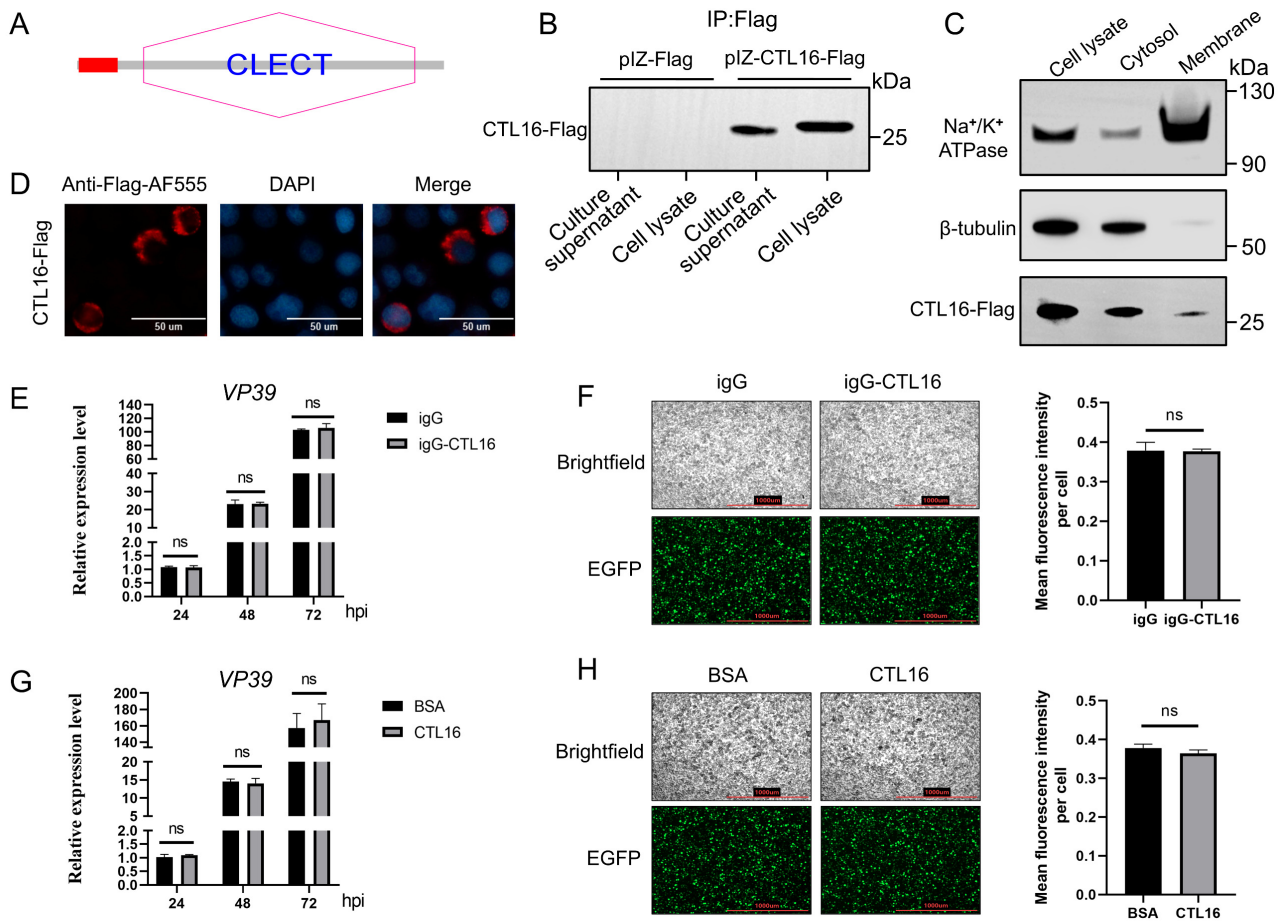 A
CLECT
B
IP:Flag
pIZ-Flag
pIZ-CTL16-Flag
kDa
CTL16-Flag
25
Culture
supernatant
Cell lysate
Culture
supernatant
Cell lysate
C
Cell lysate
Cytosol
Membrane
kDa
130
Na⁺/K⁺
ATPase
90
β-tubulin
50
CTL16-Flag
25
D
Anti-Flag-AF555
DAPI
Merge
CTL16-Flag
50 um
50 um
50 um
E
VP39
Relative expression level
140
120
100
80
60
40
30
20
10
2.0
1.5
1.0
0.5
0.0
ns
ns
ns
24
48
72
hpi
igG
igG-CTL16
F
igG
igG-CTL16
Brightfield
1000um
1000um
EGFP
1000um
1000um
Mean fluorescence intensity
per cell
0.5
0.4
0.3
0.2
0.1
0.0
ns
igG
igG-CTL16
G
VP39
Relative expression level
200
180
160
140
20
15
10
5
2.0
1.5
1.0
0.5
0.0
ns
ns
ns
24
48
72
hpi
BSA
CTL16
H
BSA
CTL16
Brightfield
1000um
1000um
EGFP
1000um
1000um
Mean fluorescence intensity
per cell
0.5
0.4
0.3
0.2
0.1
0.0
ns
BSA
CTL16